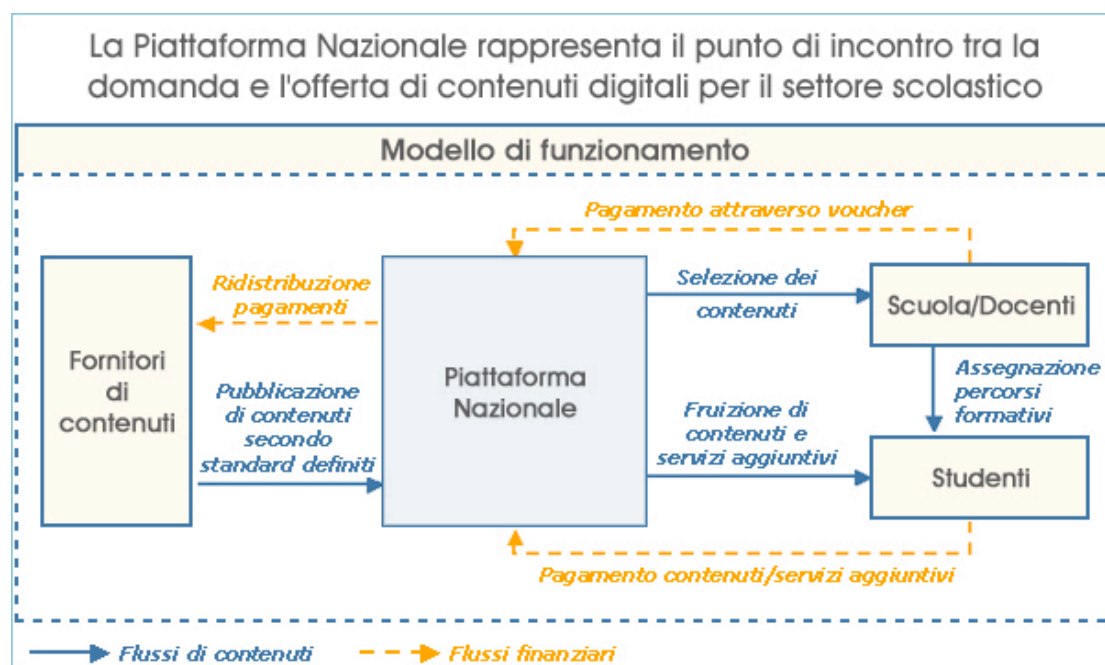 La Piattaforma Nazionale rappresenta il punto di incontro tra la
domanda e l'offerta di contenuti digitali per il settore scolastico
Modello di funzionamento
Pagamento attraverso voucher
Fornitori
di
contenuti
Ridistribuzione
pagamenti
Pubblicazione
di contenuti
secondo
standard definiti
Piattaforma
Nazionale
Selezione dei
contenuti
Scuola/Docenti
Assegnazione
percorsi
formativi
Fruizione di
contenuti e
servizi aggiuntivi
Studenti
Pagamento contenuti/servizi aggiuntivi
Flussi di contenuti
Flussi finanziari